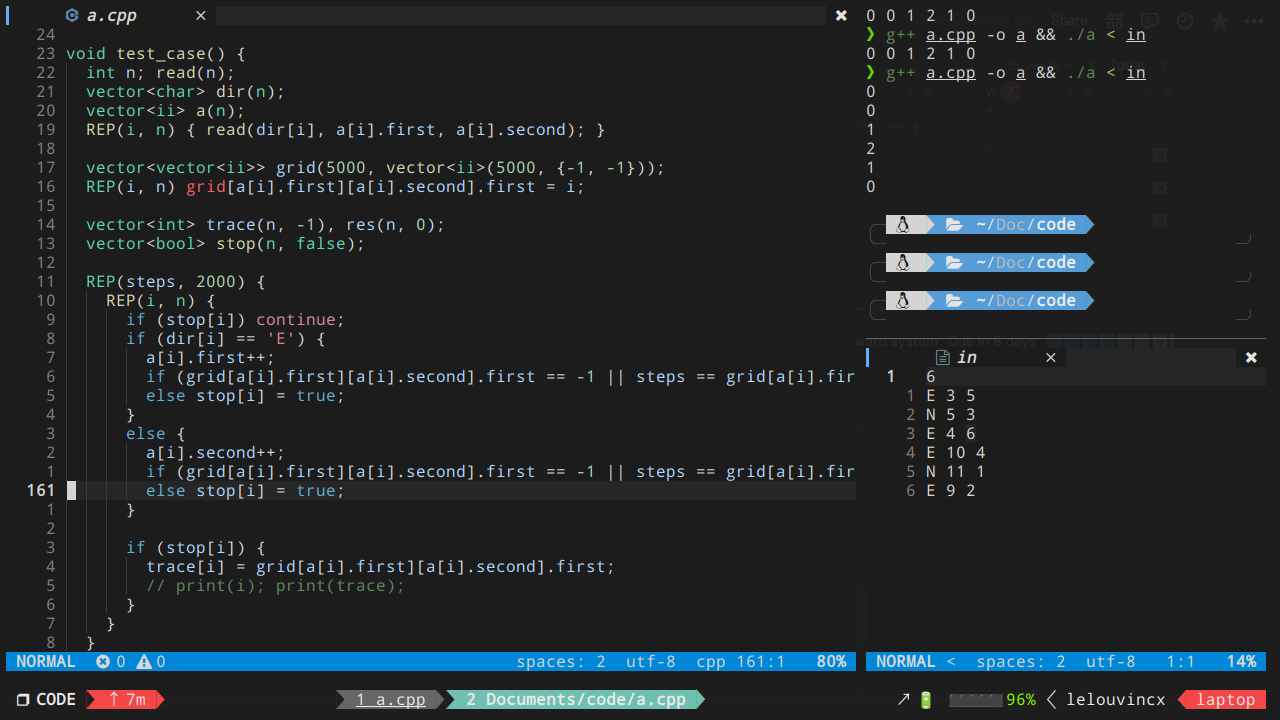 a.cpp × ✖
24
23 void test_case() {
22 int n; read(n);
21 vector<char> dir(n);
20 vector<ii> a(n);
19 REP(i, n) { read(dir[i], a[i].first, a[i].second); }
18
17 vector<vector<ii>> grid(5000, vector<ii>(5000, {-1, -1}));
16 REP(i, n) grid[a[i].first][a[i].second].first = i;
15
14 vector<int> trace(n, -1), res(n, 0);
13 vector<bool> stop(n, false);
12
11 REP(steps, 2000) {
10 REP(i, n) {
9 if (stop[i]) continue;
8 if (dir[i] == 'E') {
7 a[i].first++;
6 if (grid[a[i].first][a[i].second].first == -1 || steps == grid[a[i].fir
5 else stop[i] = true;
4 }
3 else {
2 a[i].second++;
1 if (grid[a[i].first][a[i].second].first == -1 || steps == grid[a[i].fir
161 else stop[i] = true;
1 }
2
3 if (stop[i]) {
4 trace[i] = grid[a[i].first][a[i].second].first;
5 // print(i); print(trace);
6 }
7 }
8 }
NORMAL 0 0 spaces: 2 utf-8 cpp 161:1 80%
0 0 1 2 1 0
❯ g++ a.cpp -o a && ./a < in
0 0 1 2 1 0
❯ g++ a.cpp -o a && ./a < in
0
0
1
2
1
0
~/Doc/code
~/Doc/code
~/Doc/code
Share
Today
7
ward system Due in 8 days
in × ✖
1 6
1 E 3 5
2 N 5 3
3 E 4 6
4 E 10 4
5 N 11 1
6 E 9 2
NORMAL < spaces: 2 utf-8 1:1 14%
CODE ↑ 7m 1 a.cpp 2 Documents/code/a.cpp ↗ 96% lelouvincx laptop